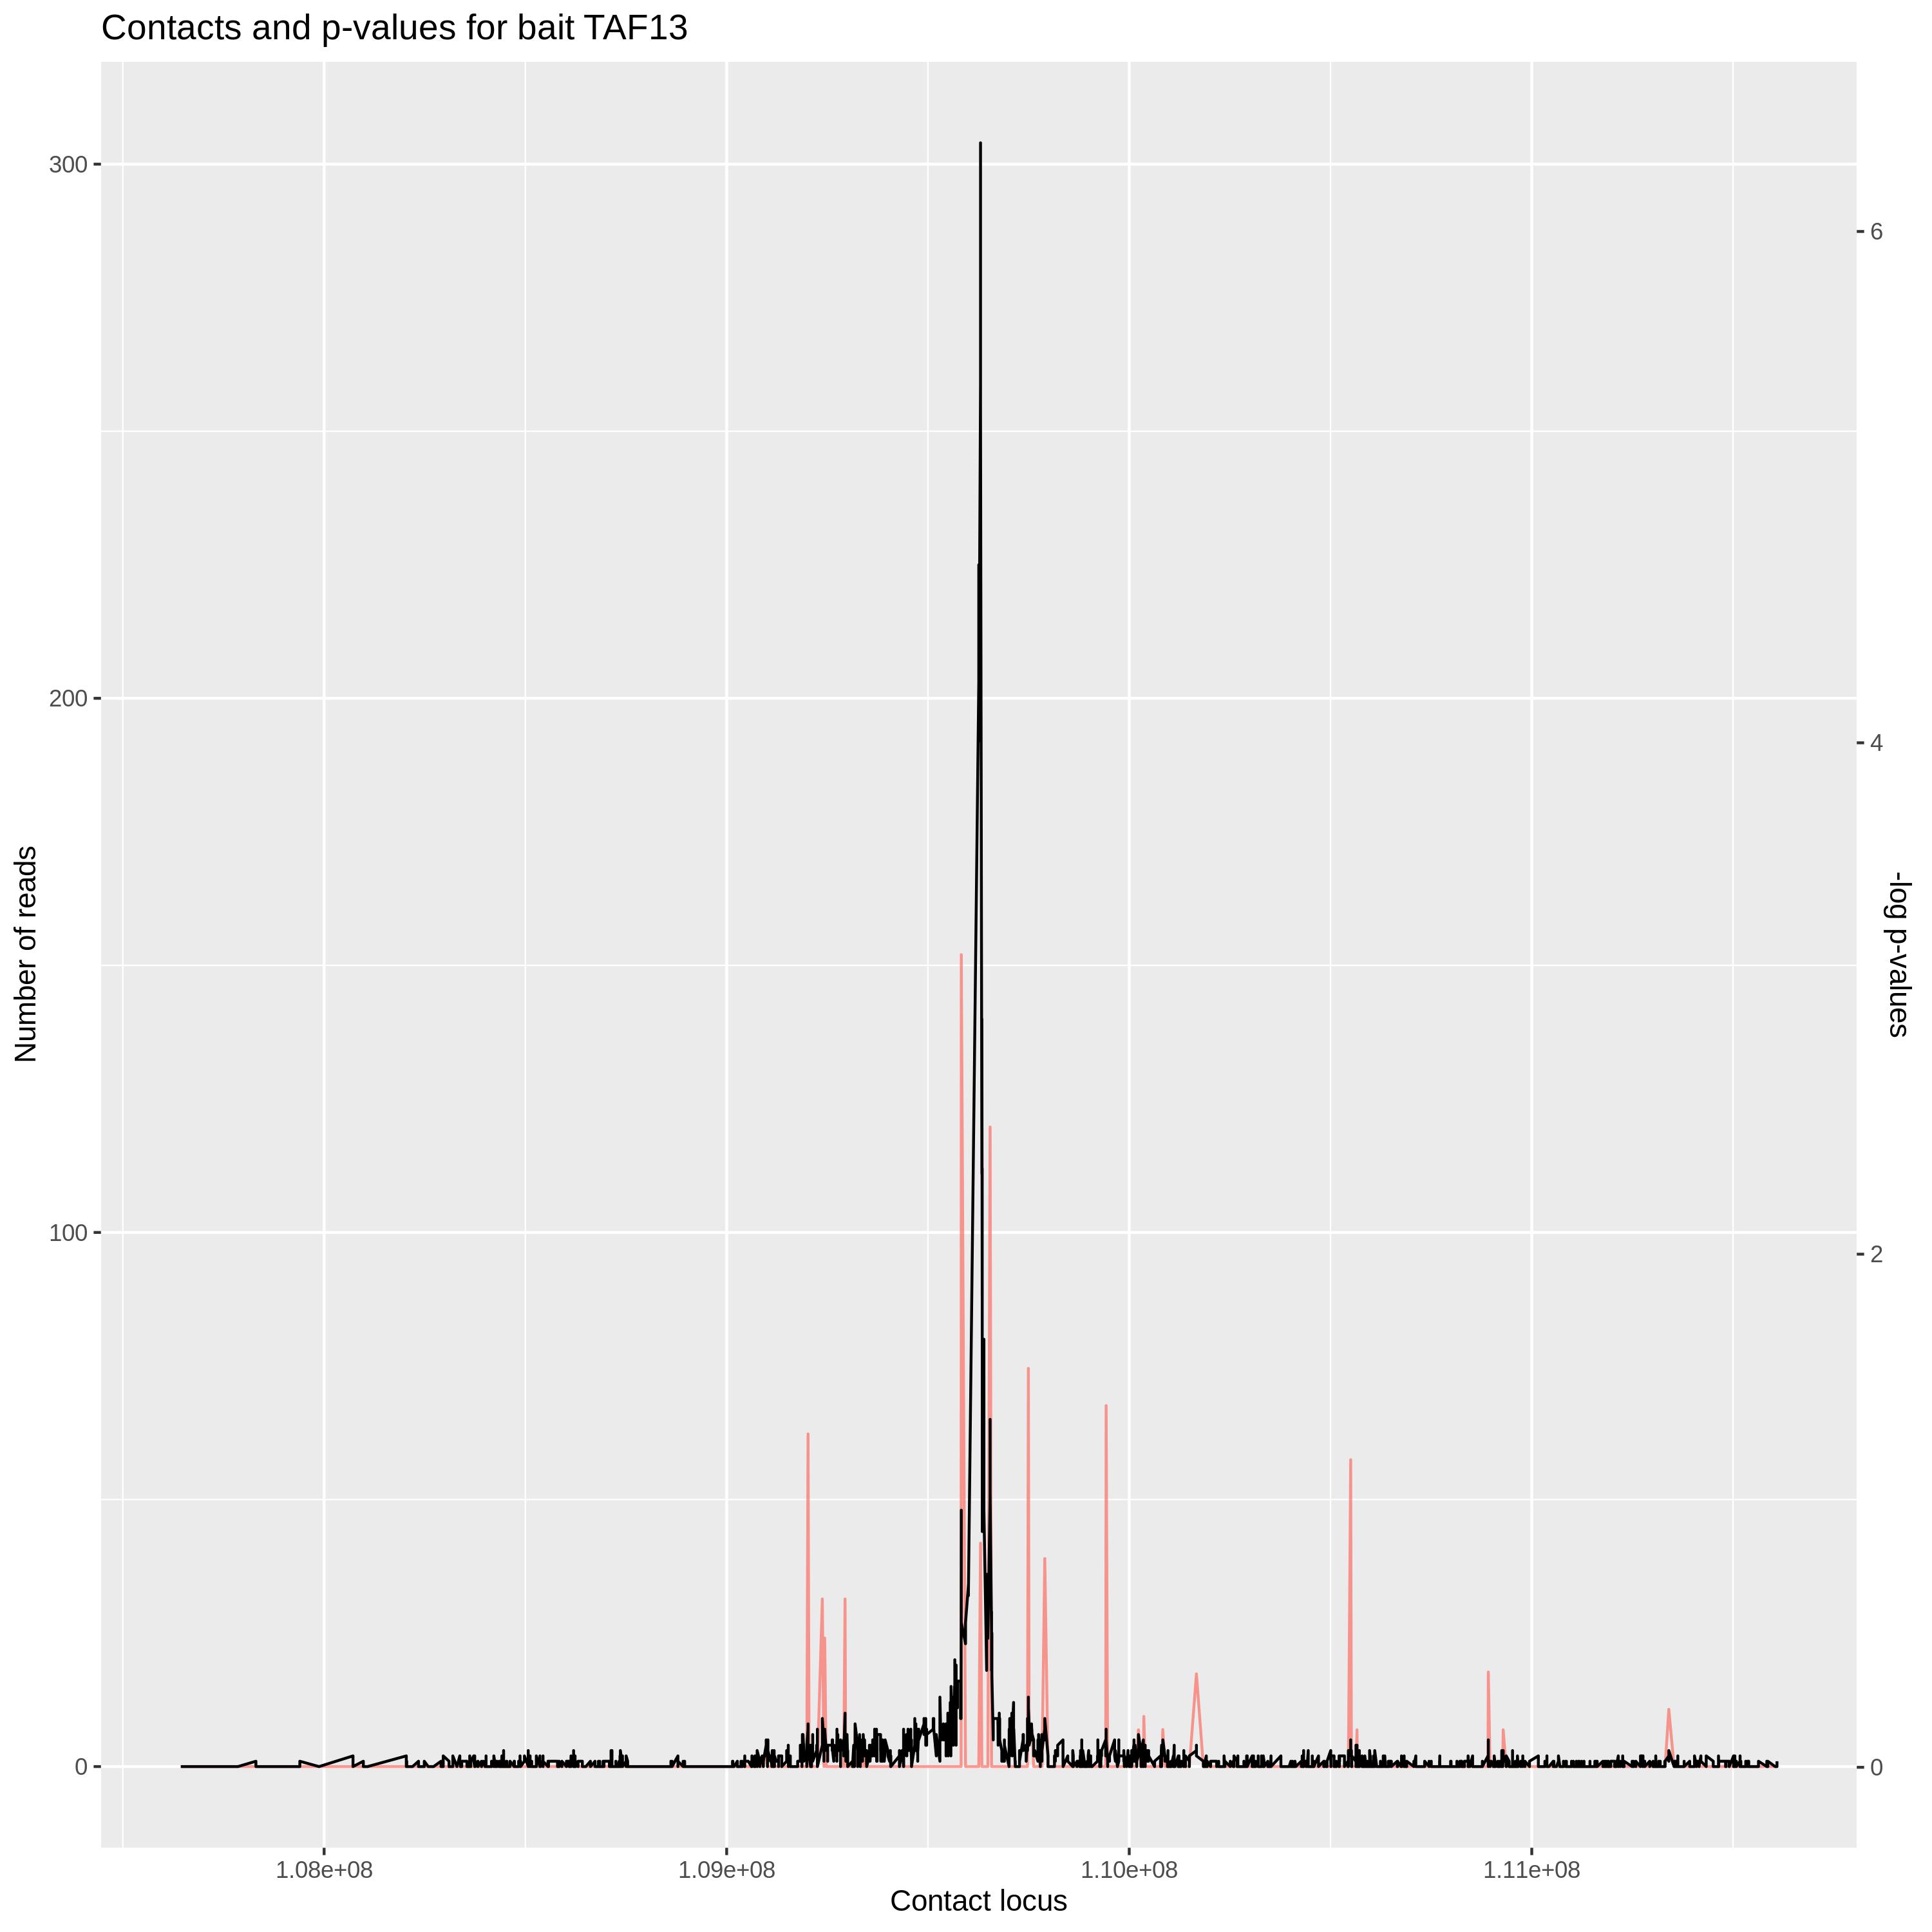 Contacts and p-values for bait TAF13
300
200
100
0
Number of reads
6
4
2
0
-log p-values
1.08e+08
1.09e+08
1.10e+08
1.11e+08
Contact locus